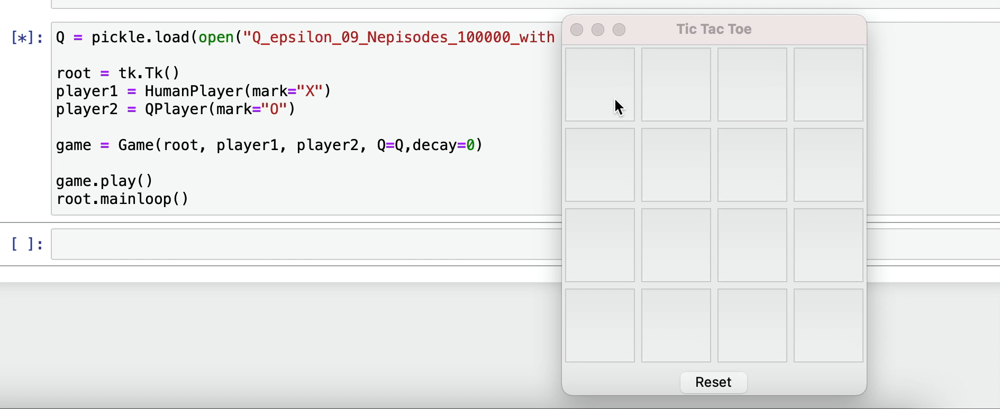 [*]:
Q = pickle.load(open("Q_epsilon_09_Nepisodes_100000_with
root = tk.Tk()
player1 = HumanPlayer(mark="X")
player2 = QPlayer(mark="O")
game = Game(root, player1, player2, Q=Q,decay=0)
game.play()
root.mainloop()
[ ]:
Tic Tac Toe
Reset